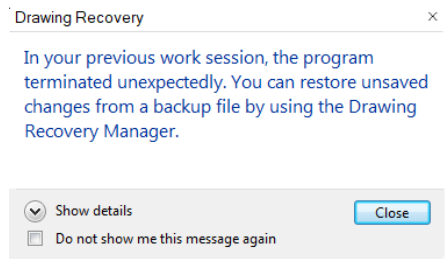 Drawing Recovery
In your previous work session, the program
terminated unexpectedly. You can restore unsaved
changes from a backup file by using the Drawing
Recovery Manager.
Show details
Close
Do not show me this message again